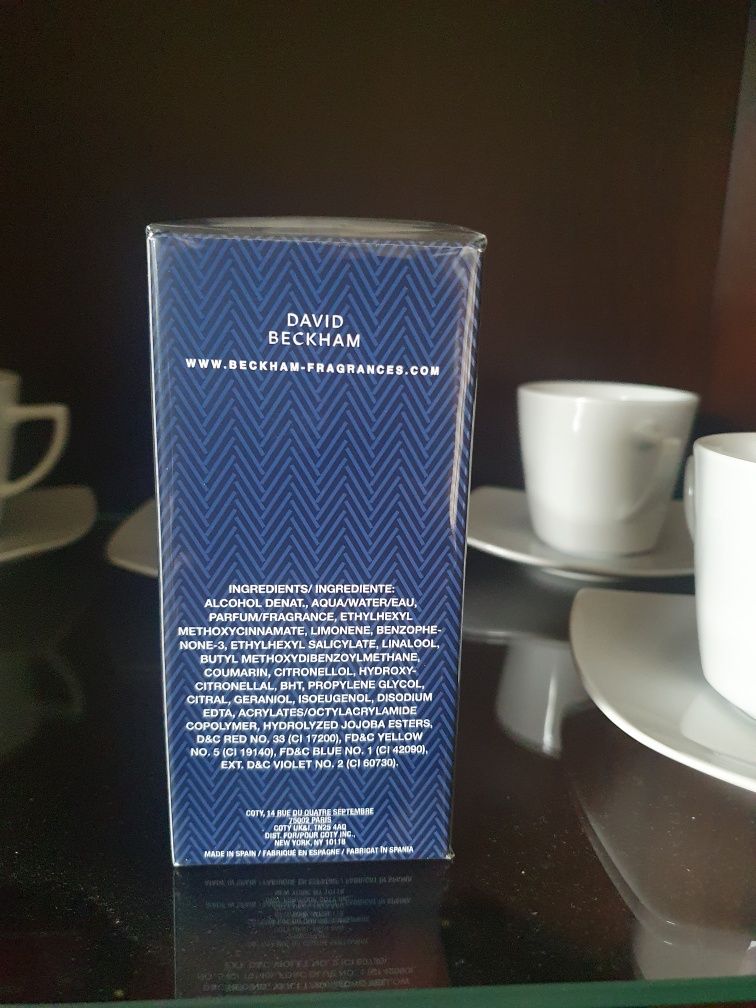 DAVID
BECKHAM
WWW.BECKHAM-FRAGRANCES.COM
INGREDIENTS/ INGREDIENTE:
ALCOHOL DENAT., AQUA/WATER/EAU,
PARFUM/FRAGRANCE, ETHYLHEXYL
METHOXYCINNAMATE, LIMONENE, BENZOPHE-
NONE-3, ETHYLHEXYL SALICYLATE, LINALOOL,
BUTYL METHOXYDIBENZOYLMETHANE,
COUMARIN, CITRONELLOL, HYDROXY-
CITRONELLAL, BHT, PROPYLENE GLYCOL,
CITRAL, GERANIOL, ISOEUGENOL, DISODIUM
EDTA, ACRYLATES/OCTYLACRYLAMIDE
COPOLYMER, HYDROLYZED JOJOBA ESTERS,
D&C RED NO. 33 (CI 17200), FD&C YELLOW
NO. 5 (CI 19140), FD&C BLUE NO. 1 (CI 42090),
EXT. D&C VIOLET NO. 2 (CI 60730).
COTY, 14 RUE DU QUATRE SEPTEMBRE
75002 PARIS
COTY UK&I, TN25 4AQ
DIST. FOR/POUR COTY INC.,
NEW YORK, NY 10118
MADE IN SPAIN / FABRIQUÉ EN ESPAGNE / FABRICAT ÎN SPANIA